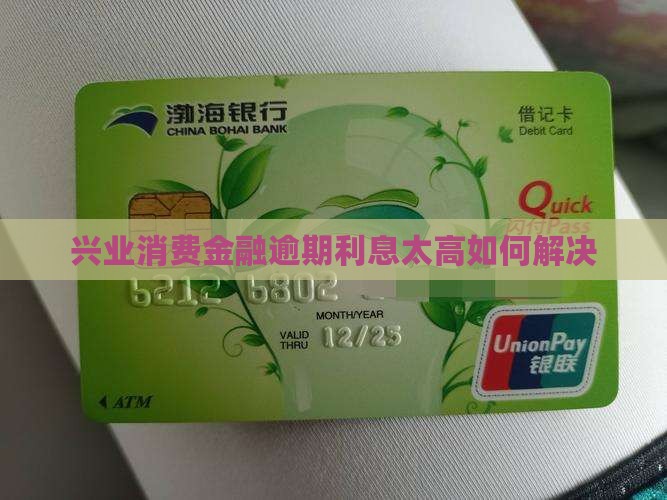 渤海银行
CHINA BOHAI BANK
借记卡
Debit Card
Quick
闪付Pass
兴业消费金融逾期利息太高如何解决
6212 6802
MONTH/YEAR
VALID THRU 12/25
UnionPay
银联
ATM